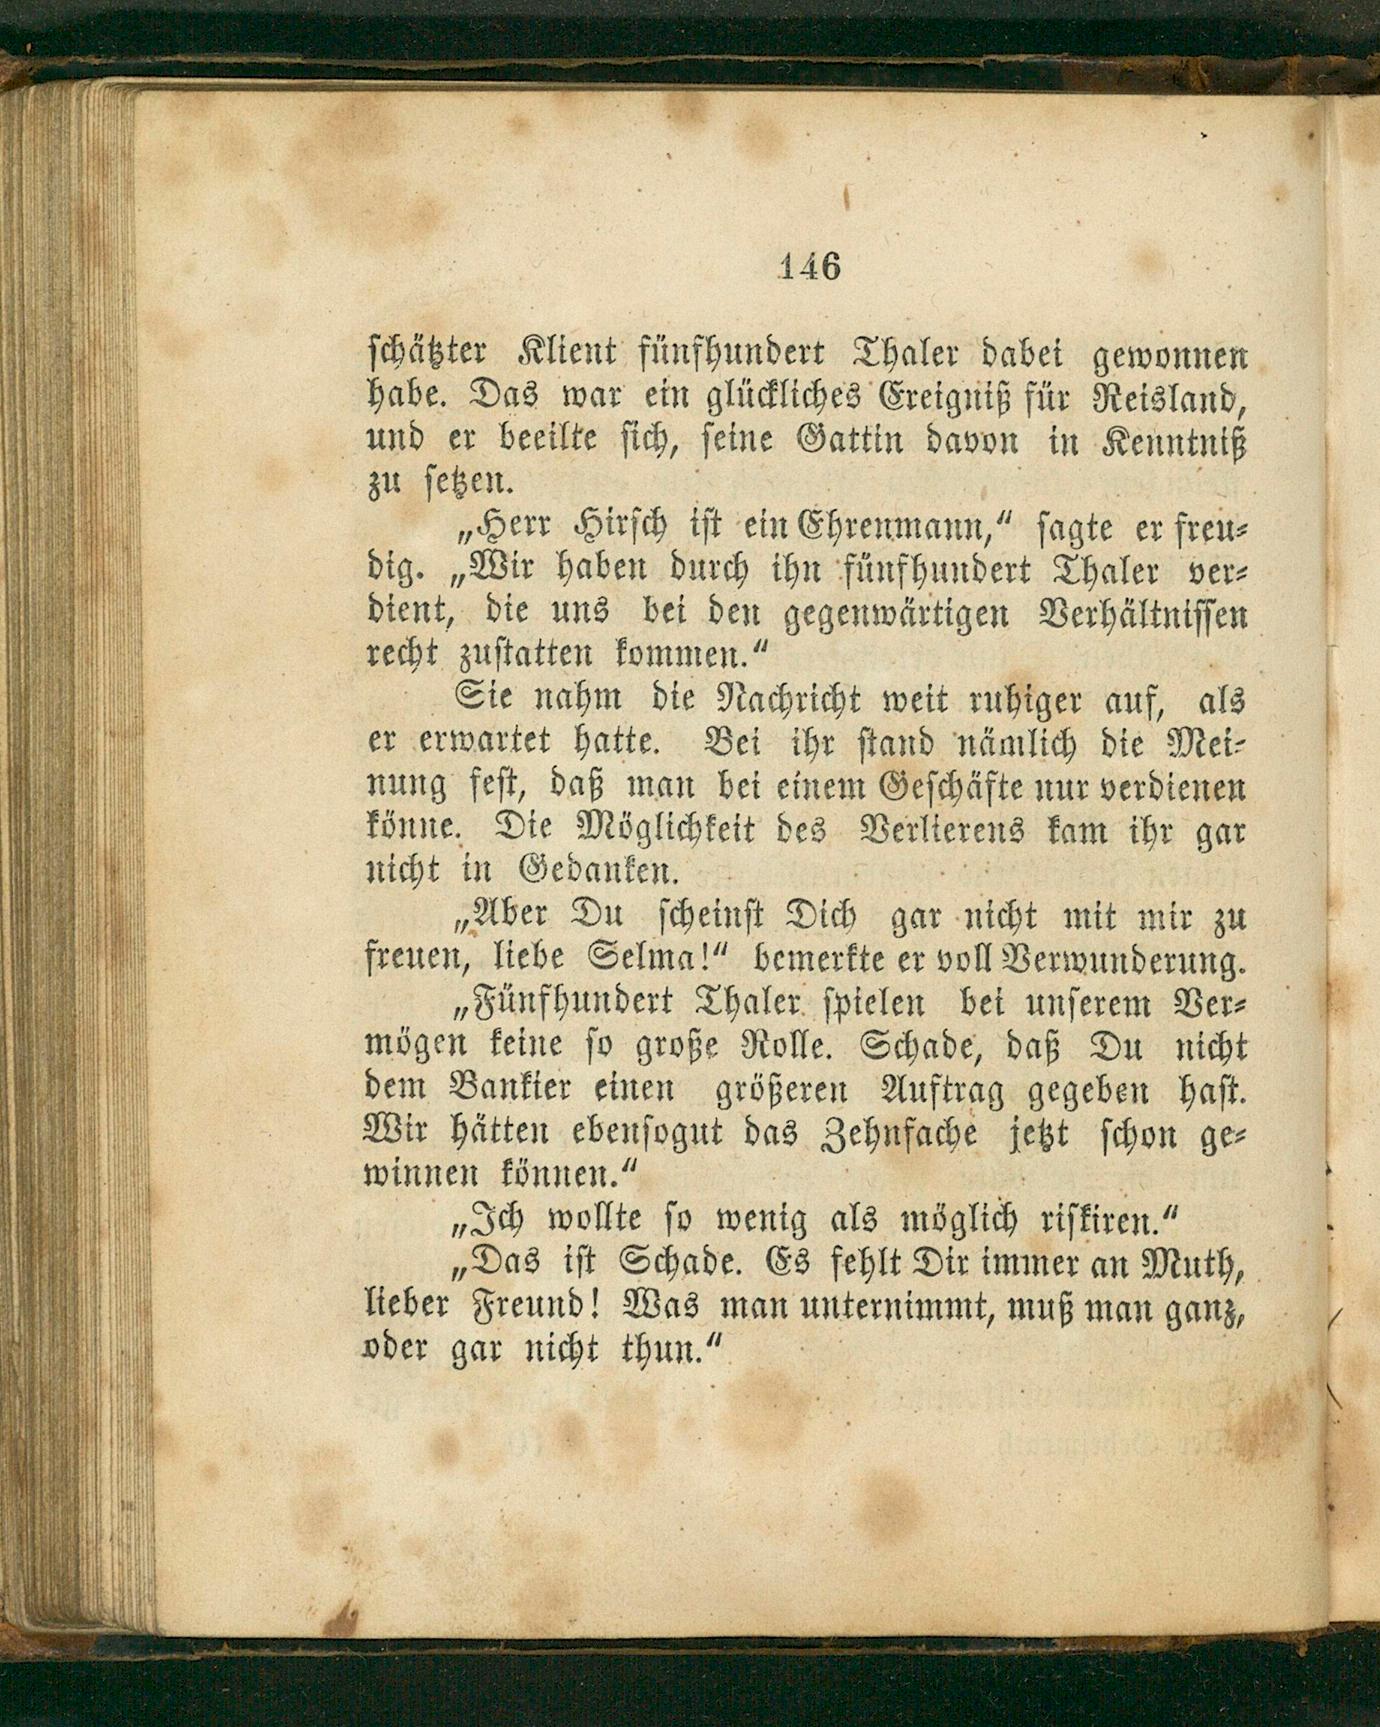 146
schätzter Klient fünfhundert Thaler dabei gewonnen
habe. Das war ein glückliches Ereigniß für Reisland,
und er beeilte sich, seine Gattin davon in Kenntniß
zu setzen.
„Herr Hirsch ist ein Ehrenmann,“ sagte er freu-
dig. „Wir haben durch ihn fünfhundert Thaler ver-
dient, die uns bei den gegenwärtigen Verhältnissen
recht zustatten kommen.“
Sie nahm die Nachricht weit ruhiger auf, als
er erwartet hatte. Bei ihr stand nämlich die Mei-
nung fest, daß man bei einem Geschäfte nur verdienen
könne. Die Möglichkeit des Verlierens kam ihr gar
nicht in Gedanken.
„Aber Du scheinst Dich gar nicht mit mir zu
freuen, liebe Selma!“ bemerkte er voll Verwunderung.
„Fünfhundert Thaler spielen bei unserem Ver-
mögen keine so große Rolle. Schade, daß Du nicht
dem Bankier einen größeren Auftrag gegeben hast.
Wir hätten ebensogut das Zehnfache jetzt schon ge-
winnen können.“
„Ich wollte so wenig als möglich riskiren.“
„Das ist Schade. Es fehlt Dir immer an Muth,
lieber Freund! Was man unternimmt, muß man ganz,
oder gar nicht thun.“